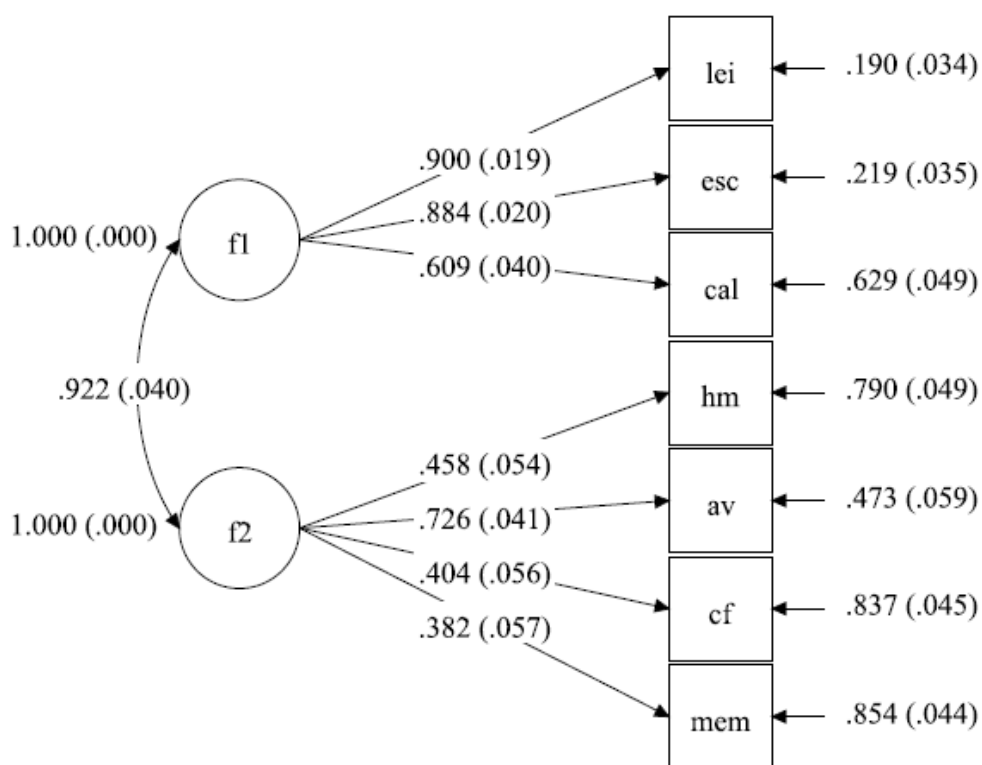 lei
.190 (.034)
.900 (.019)
esc
.219 (.035)
.884 (.020)
1.000 (.000)
f1
.609 (.040)
cal
.629 (.049)
.922 (.040)
hm
.790 (.049)
.458 (.054)
av
.473 (.059)
1.000 (.000)
f2
.726 (.041)
.404 (.056)
cf
.837 (.045)
.382 (.057)
mem
.854 (.044)